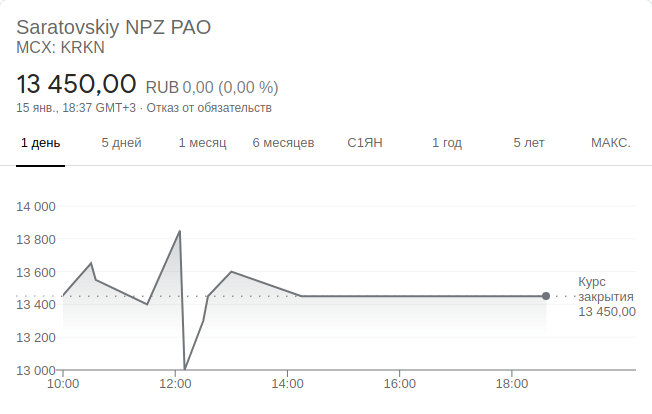 Saratovskiy NPZ PAO
MCX: KRKN
13 450,00 RUB 0,00 (0,00 %)
15 янв., 18:37 GMT+3 · Отказ от обязательств
1 день 5 дней 1 месяц 6 месяцев С1ЯН 1 год 5 лет МАКС.
14 000
13 800
13 600
13 400
13 200
13 000
Курс
закрытия
13 450,00
10:00 12:00 14:00 16:00 18:00